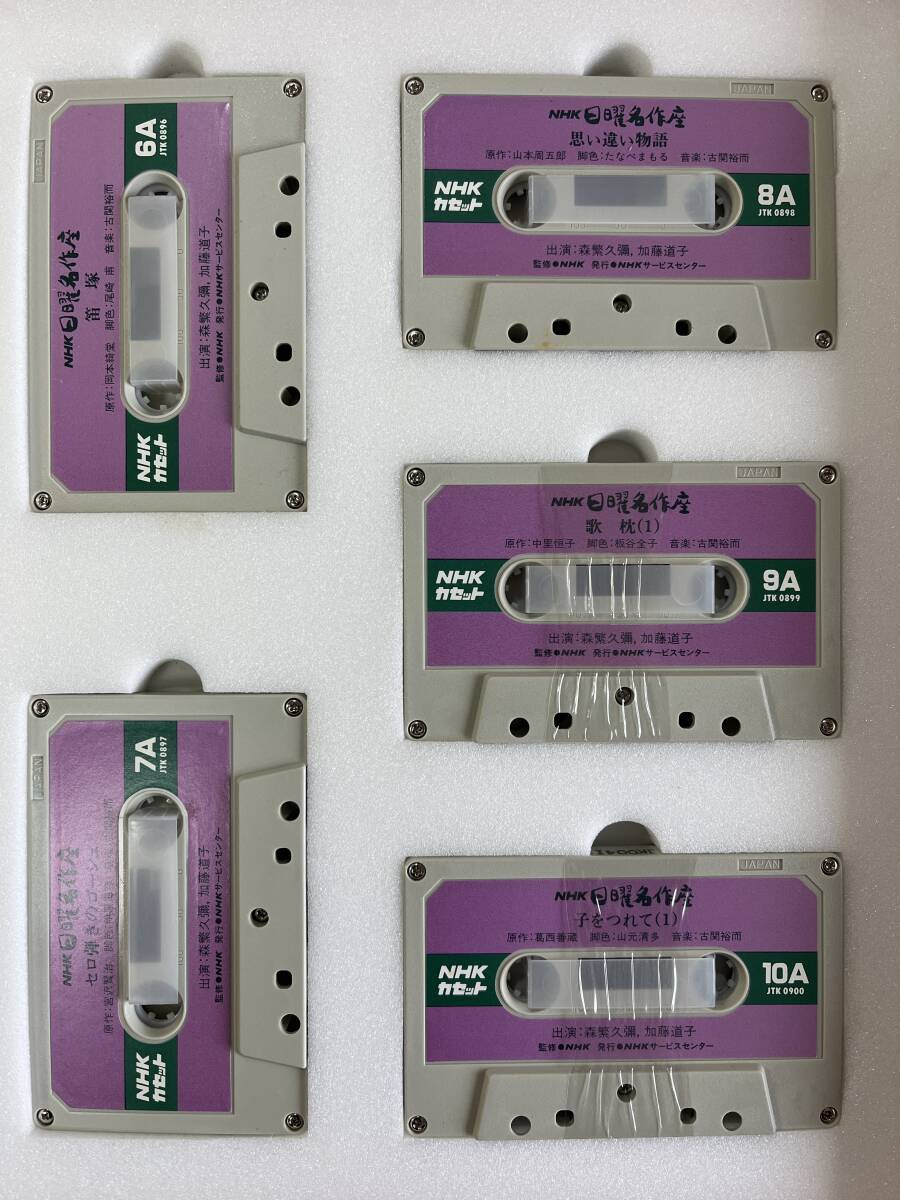 JAPAN
NHK 日曜名作座
笛 塚
原作:岡本綺堂 脚色:尾崎 甫 音楽:古関裕而
NHK
カセット
6A
JTK 0896
出演:森繁久彌, 加藤道子
監修●NHK 発行●NHKサービスセンター
JAPAN
NHK 日曜名作座
セロ弾きのゴーシュ
原作:宮沢賢治
NHK
カセット
7A
JTK 0897
出演:森繁久彌, 加藤道子
監修●NHK 発行●NHKサービスセンター
JAPAN
NHK 日曜名作座
思い違い物語
原作:山本周五郎 脚色:たなべまもる 音楽:古関裕而
NHK
カセット
8A
JTK 0898
出演:森繁久彌, 加藤道子
監修●NHK 発行●NHKサービスセンター
JAPAN
NHK 日曜名作座
歌 枕(1)
原作:中里恒子 脚色:板谷全子 音楽:古関裕而
NHK
カセット
9A
JTK 0899
出演:森繁久彌, 加藤道子
監修●NHK 発行●NHKサービスセンター
JAPAN
NHK 日曜名作座
子をつれて(1)
原作:葛西善蔵 脚色:山元清多 音楽:古関裕而
NHK
カセット
10A
JTK 0900
出演:森繁久彌, 加藤道子
監修●NHK 発行●NHKサービスセンター